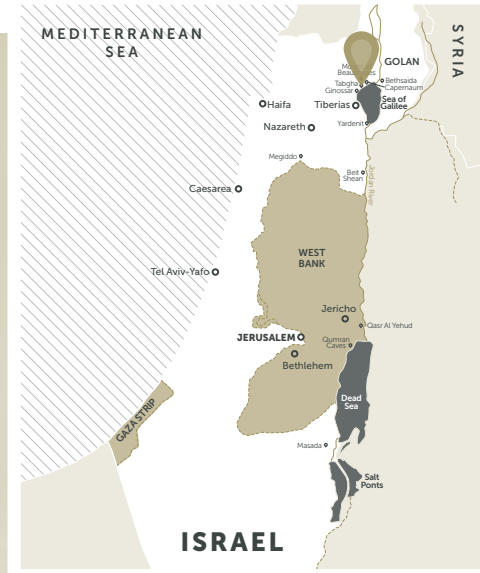 MEDITERRANEAN
SEA
SYRIA
GOLAN
Tabgha
Ginossar
Bethsaida
Capernaum
Haifa
Tiberias
Sea of
Galilee
Nazareth
Yardenit
Megiddo
Beit
Shean
Jordan River
Caesarea
WEST
BANK
Tel Aviv-Yafo
Jericho
Qasr Al Yehud
JERUSALEM
Qumran
Caves
Bethlehem
Dead
Sea
GAZA STRIP
Masada
Salt
Ponts
ISRAEL